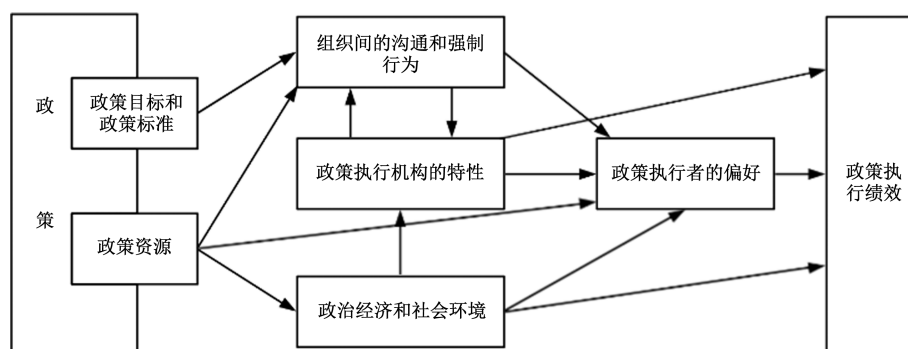 政
策
政策目标和
政策标准
政策资源
组织间的沟通和强制
行为
政策执行机构的特性
政治经济和社会环境
政策执行者的偏好
政策执
行绩效